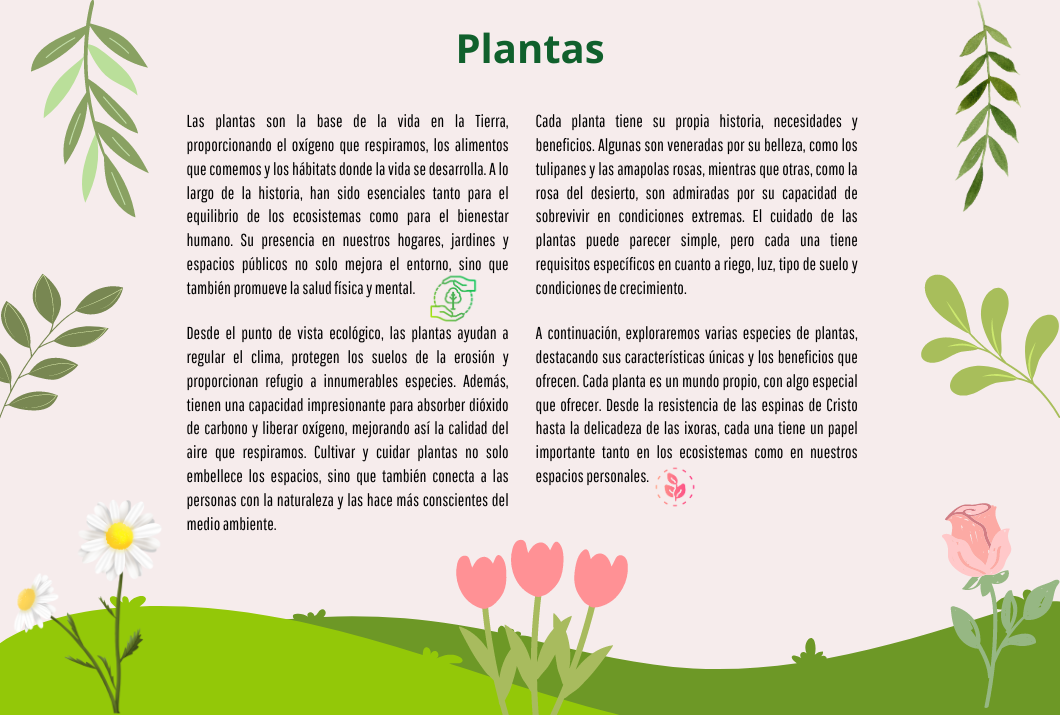 Plantas
Las plantas son la base de la vida en la Tierra,
proporcionando el oxígeno que respiramos, los alimentos
que comemos y los hábitats donde la vida se desarrolla. A lo
largo de la historia, han sido esenciales tanto para el
equilibrio de los ecosistemas como para el bienestar
humano. Su presencia en nuestros hogares, jardines y
espacios públicos no solo mejora el entorno, sino que
también promueve la salud física y mental.
Desde el punto de vista ecológico, las plantas ayudan a
regular el clima, protegen los suelos de la erosión y
proporcionan refugio a innumerables especies. Además,
tienen una capacidad impresionante para absorber dióxido
de carbono y liberar oxígeno, mejorando así la calidad del
aire que respiramos. Cultivar y cuidar plantas no solo
embellece los espacios, sino que también conecta a las
personas con la naturaleza y las hace más conscientes del
medio ambiente.
Cada planta tiene su propia historia, necesidades y
beneficios. Algunas son veneradas por su belleza, como los
tulipanes y las amapolas rosas, mientras que otras, como la
rosa del desierto, son admiradas por su capacidad de
sobrevivir en condiciones extremas. El cuidado de las
plantas puede parecer simple, pero cada una tiene
requisitos específicos en cuanto a riego, luz, tipo de suelo y
condiciones de crecimiento.
A continuación, exploraremos varias especies de plantas,
destacando sus características únicas y los beneficios que
ofrecen. Cada planta es un mundo propio, con algo especial
que ofrecer. Desde la resistencia de las espinas de Cristo
hasta la delicadeza de las ixoras, cada una tiene un papel
importante tanto en los ecosistemas como en nuestros
espacios personales.